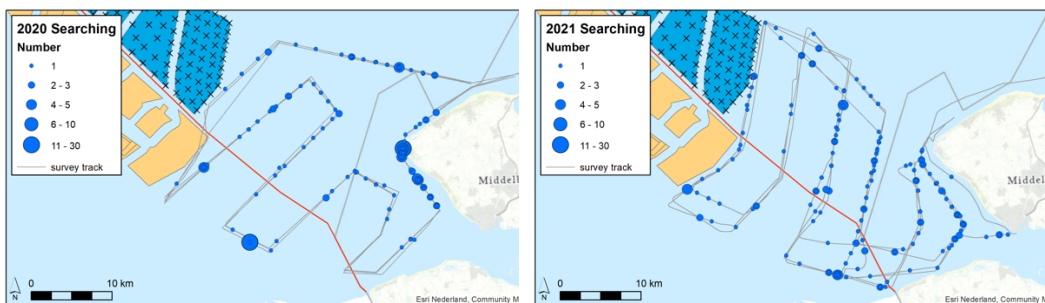 2020 Searching
Number
1
2 - 3
4 - 5
6 - 10
11 - 30
survey track
Middelb
0 10 km
N
Esri Nederland, Community M
2021 Searching
Number
1
2 - 3
4 - 5
6 - 10
11 - 30
survey track
Middelb
0 10 km
N
Esri Nederland, Community M